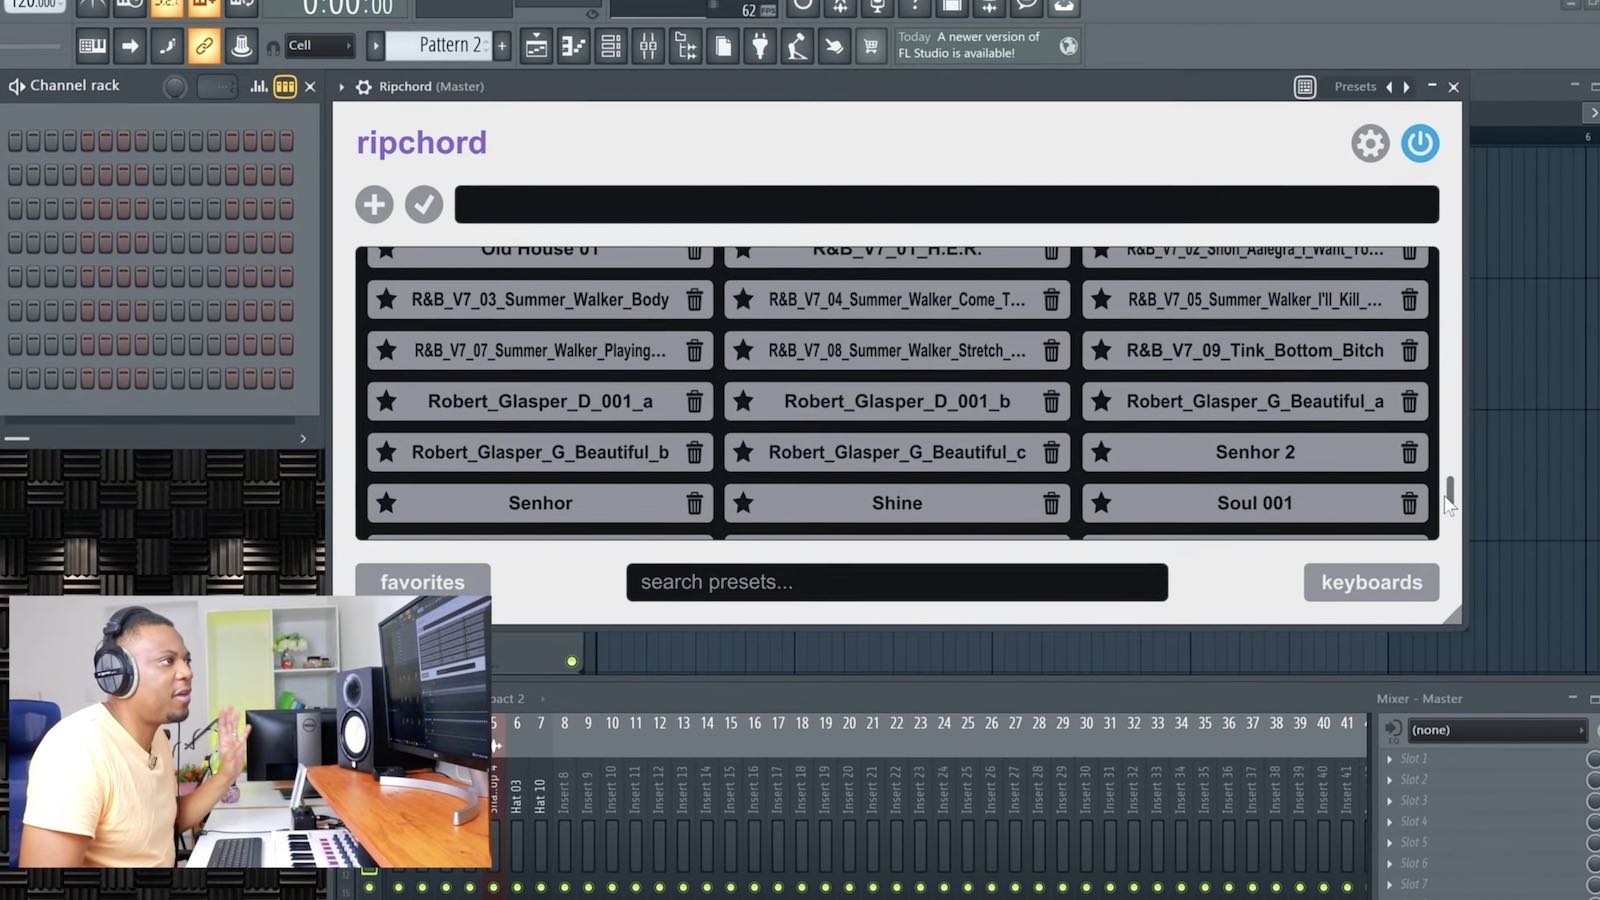 120.000
0:00:00
62 FPS
Cell
Pattern 2
Today A newer version of
FL Studio is available!
Channel rack
Ripchord (Master)
Presets
6
ripchord
Old House 01
R&B_V7_01_H.E.R.
R&B_V7_02_Shon_Aalegra_I_Want_Yo...
R&B_V7_03_Summer_Walker_Body
R&B_V7_04_Summer_Walker_Come_T...
R&B_V7_05_Summer_Walker_I'll_Kill_...
R&B_V7_07_Summer_Walker_Playing...
R&B_V7_08_Summer_Walker_Stretch_...
R&B_V7_09_Tink_Bottom_Bitch
Robert_Glasper_D_001_a
Robert_Glasper_D_001_b
Robert_Glasper_G_Beautiful_a
Robert_Glasper_G_Beautiful_b
Robert_Glasper_G_Beautiful_c
Senhor 2
Senhor
Shine
Soul 001
favorites
search presets...
keyboards
pact 2
Mixer - Master
5 6 7 8 9 10 11 12 13 14 15 16 17 18 19 20 21 22 23 24 25 26 27 28 29 30 31 32 33 34 35 36 37 38 39 40 41
(none)
Hat 03
Hat 10
Insert 8
Insert 9
Insert 10
Insert 11
Insert 12
Insert 13
Insert 14
Insert 15
Insert 16
Insert 17
Insert 18
Insert 19
Insert 20
Insert 21
Insert 22
Insert 23
Insert 24
Insert 25
Insert 26
Insert 27
Insert 28
Insert 29
Insert 30
Insert 31
Insert 32
Insert 33
Insert 34
Insert 35
Insert 36
Insert 37
Insert 38
Insert 39
Insert 40
Insert 41
Slot 1
Slot 2
Slot 3
Slot 4
Slot 5
Slot 6
Slot 7
12
15